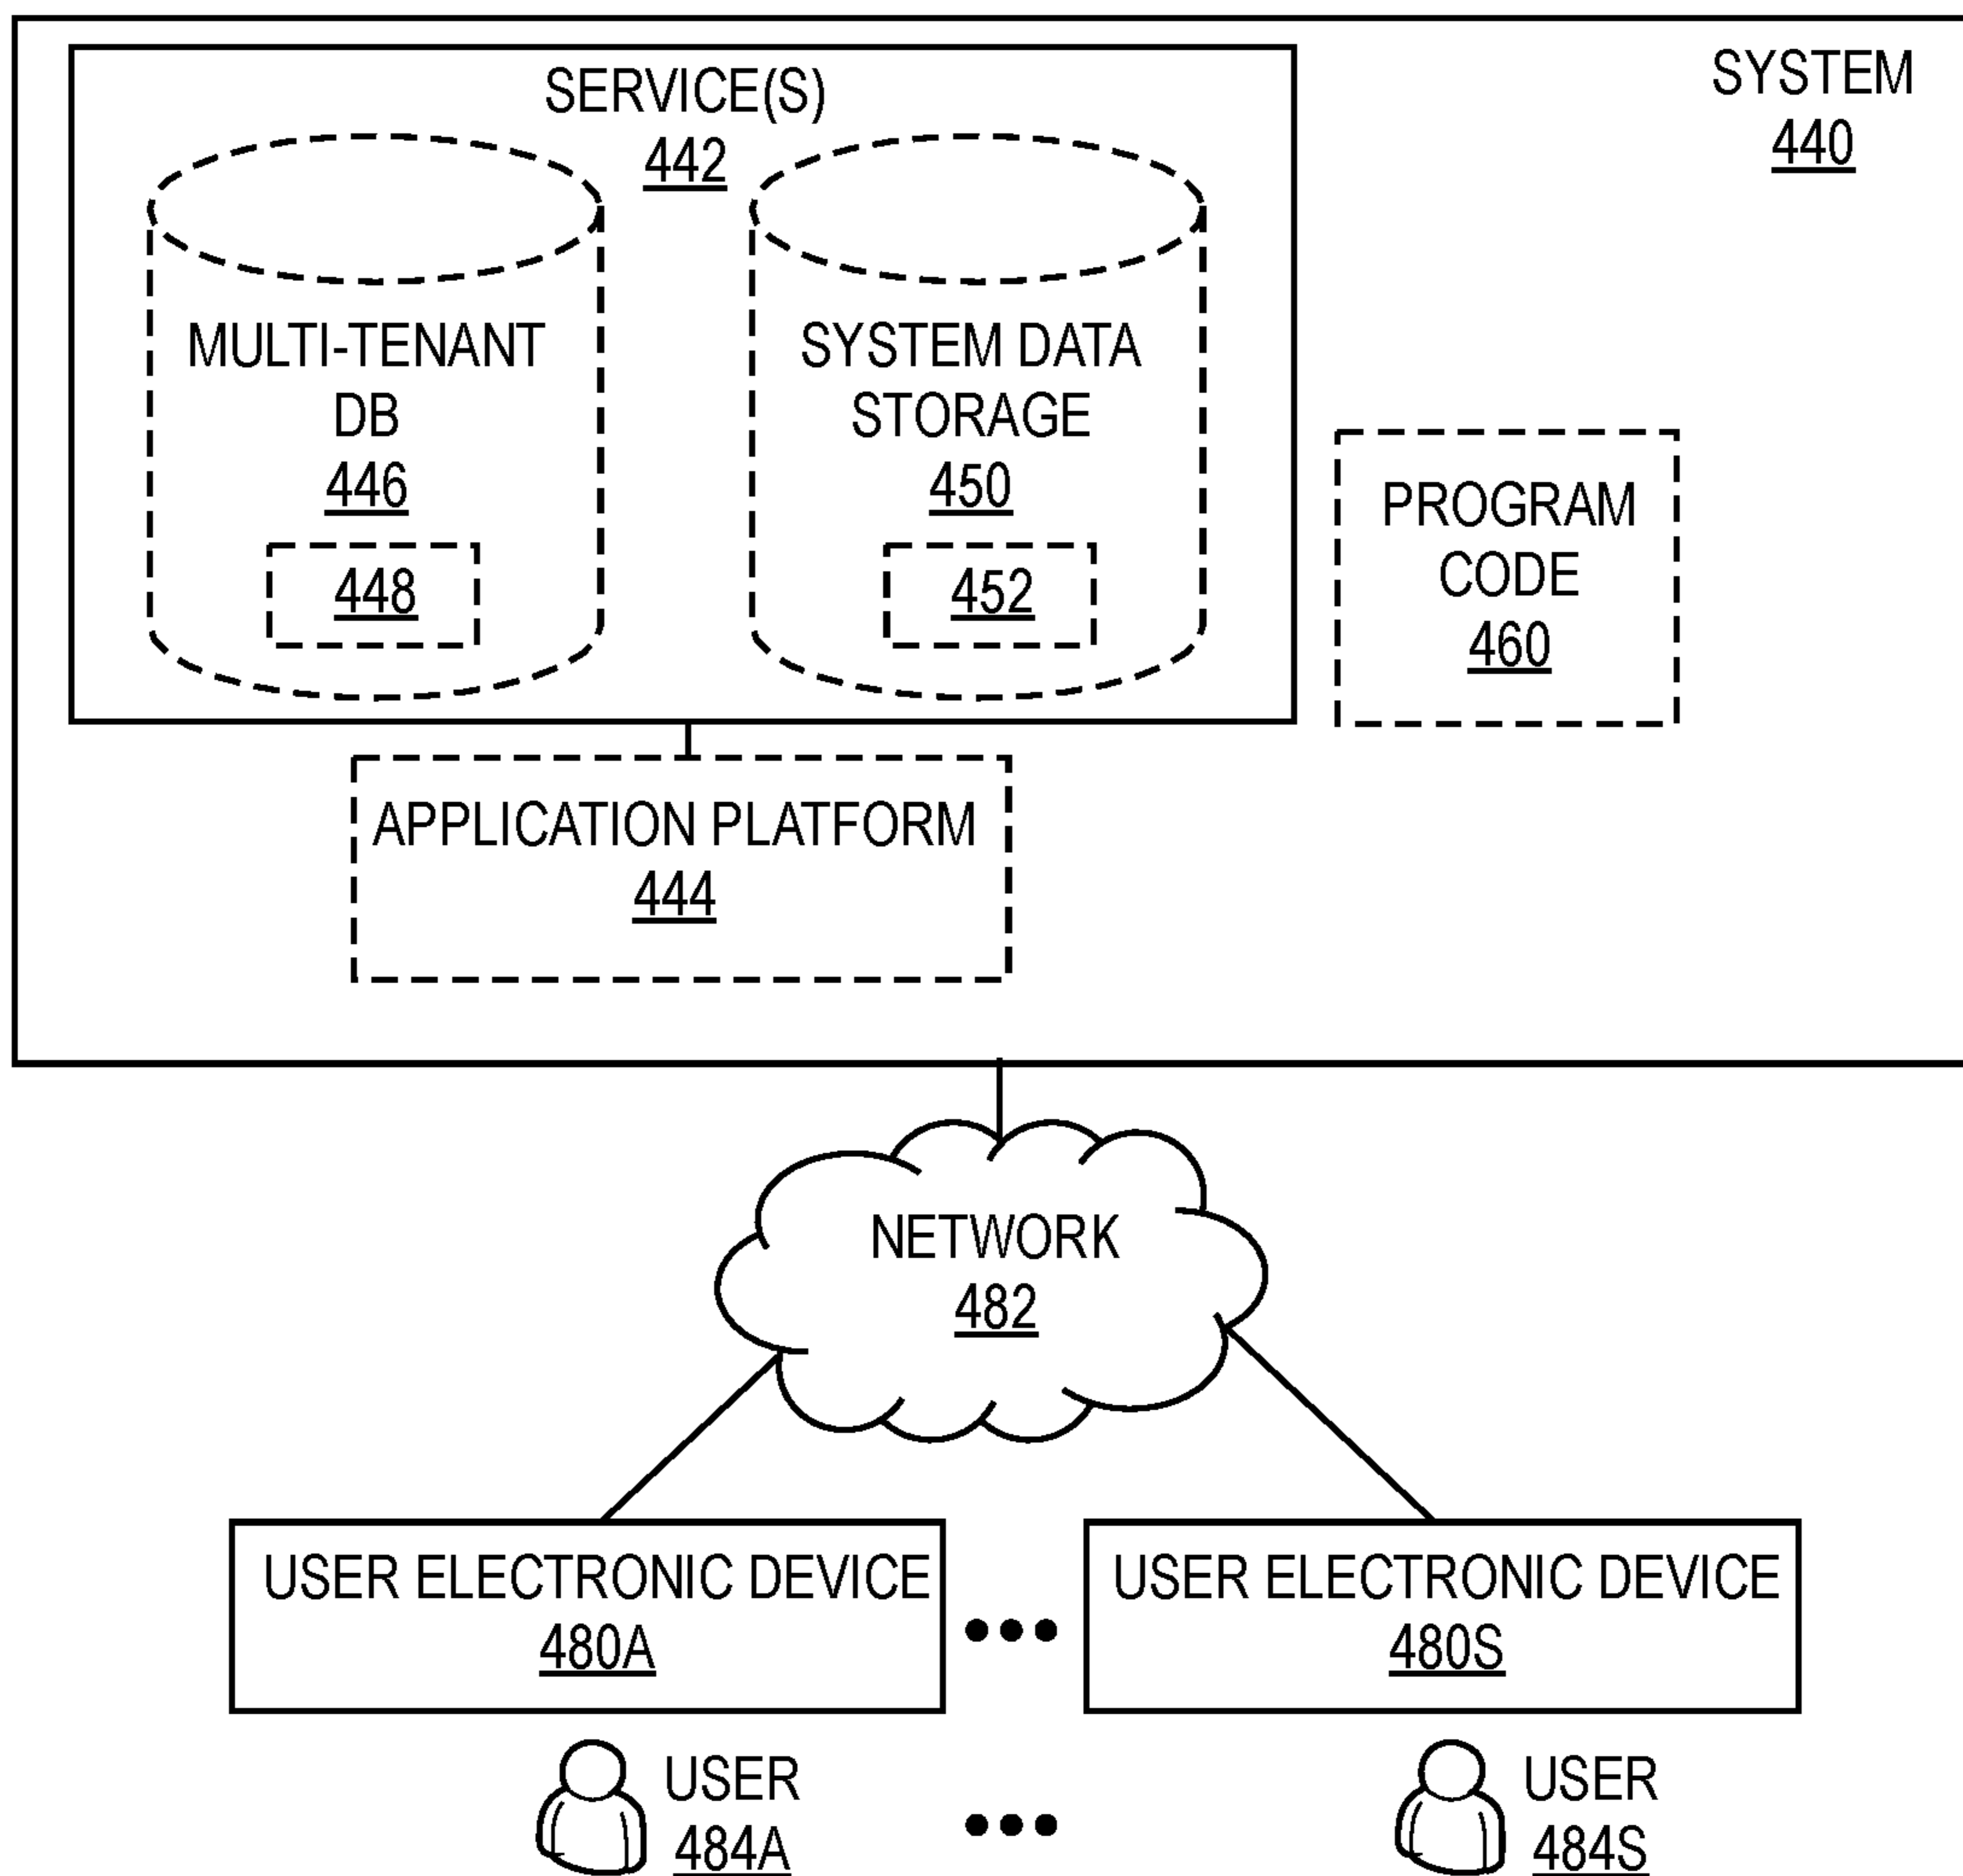 SERVICE(S)
442
SYSTEM
440
MULTI-TENANT
DB
446
448
SYSTEM DATA
STORAGE
450
452
PROGRAM
CODE
460
APPLICATION PLATFORM
444
NETWORK
482
USER ELECTRONIC DEVICE
480A
USER ELECTRONIC DEVICE
480S
USER
484A
USER
484S